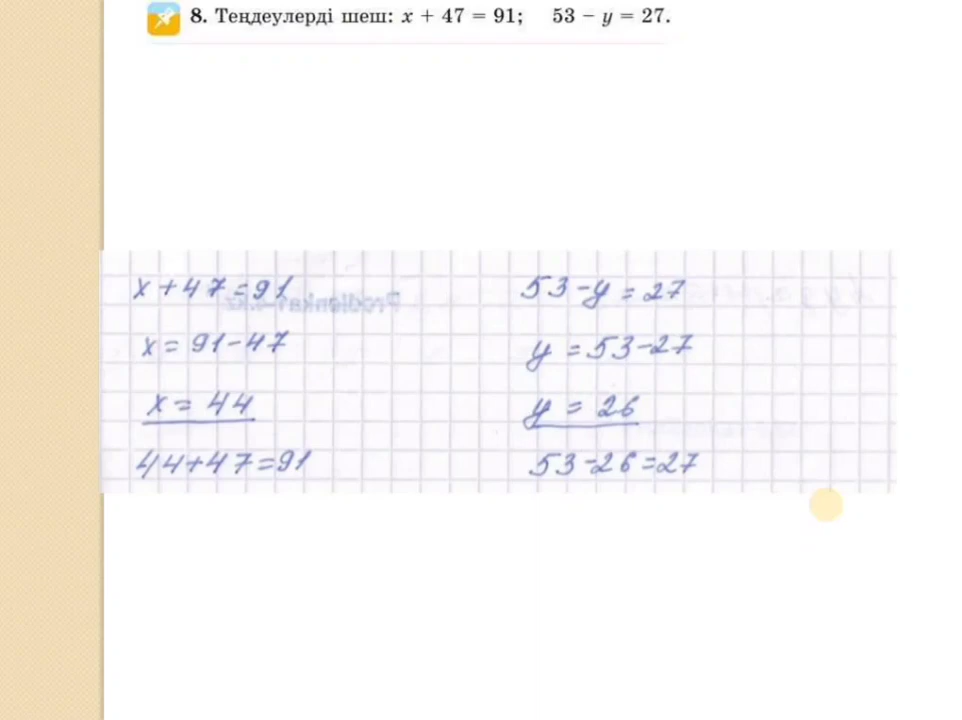 8. Теңдеулерді шеш: x + 47 = 91; 53 − y = 27.
x + 47 = 91
x = 91 - 47
x = 44
44 + 47 = 91
53 - y = 27
y = 53 - 27
y = 26
53 - 26 = 27